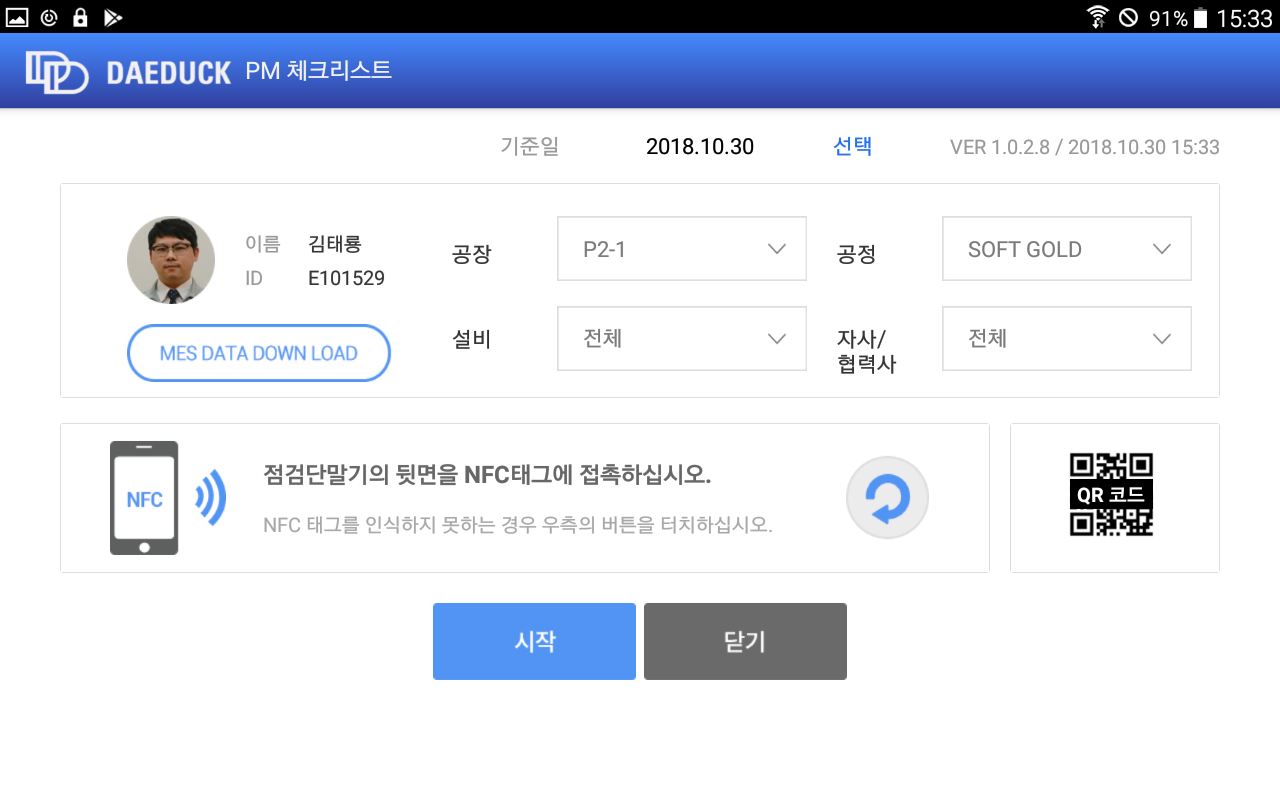 91% 15:33
DAEDUCK PM 체크리스트
기준일 2018.10.30 선택 VER 1.0.2.8 / 2018.10.30 15:33
이름 김태룡
ID E101529
MES DATA DOWN LOAD
공장 P2-1 공정 SOFT GOLD
설비 전체 자사/
협력사 전체
NFC
점검단말기의 뒷면을 NFC태그에 접촉하십시오.
NFC 태그를 인식하지 못하는 경우 우측의 버튼을 터치하십시오.
QR 코드
시작 닫기